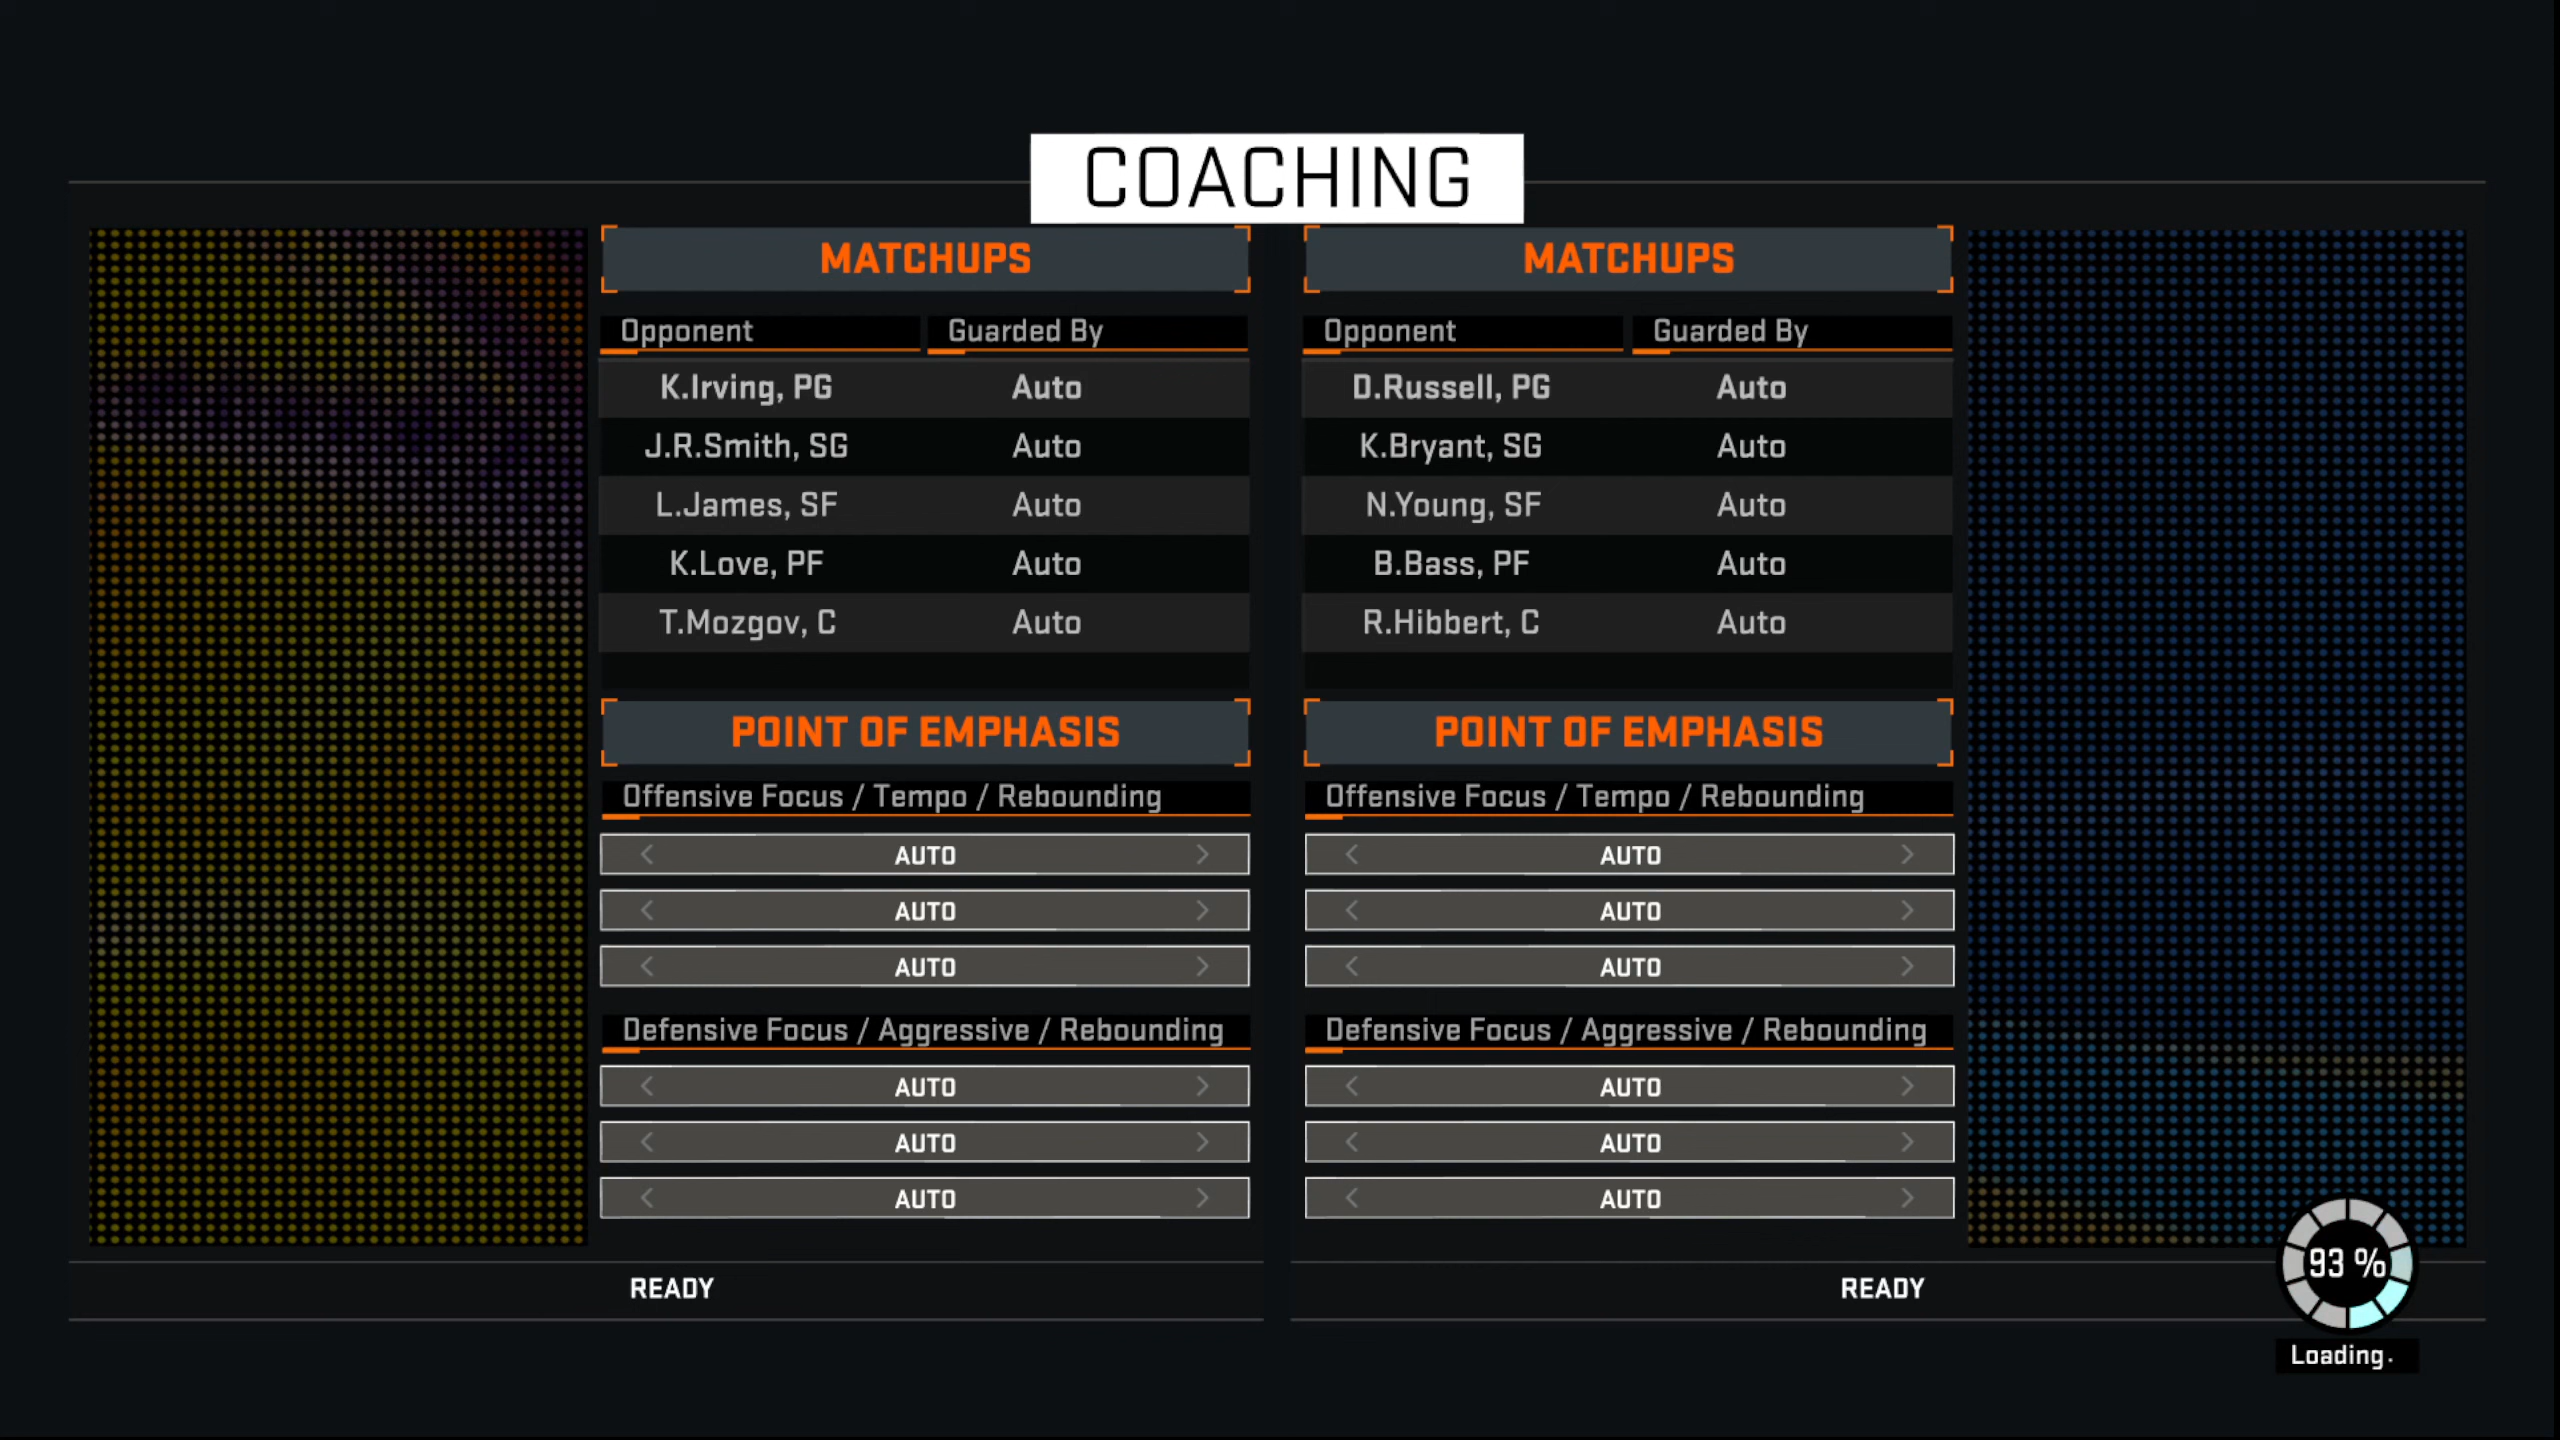 COACHING
MATCHUPS
Opponent Guarded By
K.Irving, PG Auto
J.R.Smith, SG Auto
L.James, SF Auto
K.Love, PF Auto
T.Mozgov, C Auto
POINT OF EMPHASIS
Offensive Focus / Tempo / Rebounding
AUTO
AUTO
AUTO
Defensive Focus / Aggressive / Rebounding
AUTO
AUTO
AUTO
READY
MATCHUPS
Opponent Guarded By
D.Russell, PG Auto
K.Bryant, SG Auto
N.Young, SF Auto
B.Bass, PF Auto
R.Hibbert, C Auto
POINT OF EMPHASIS
Offensive Focus / Tempo / Rebounding
AUTO
AUTO
AUTO
Defensive Focus / Aggressive / Rebounding
AUTO
AUTO
AUTO
READY
93 %
Loading.